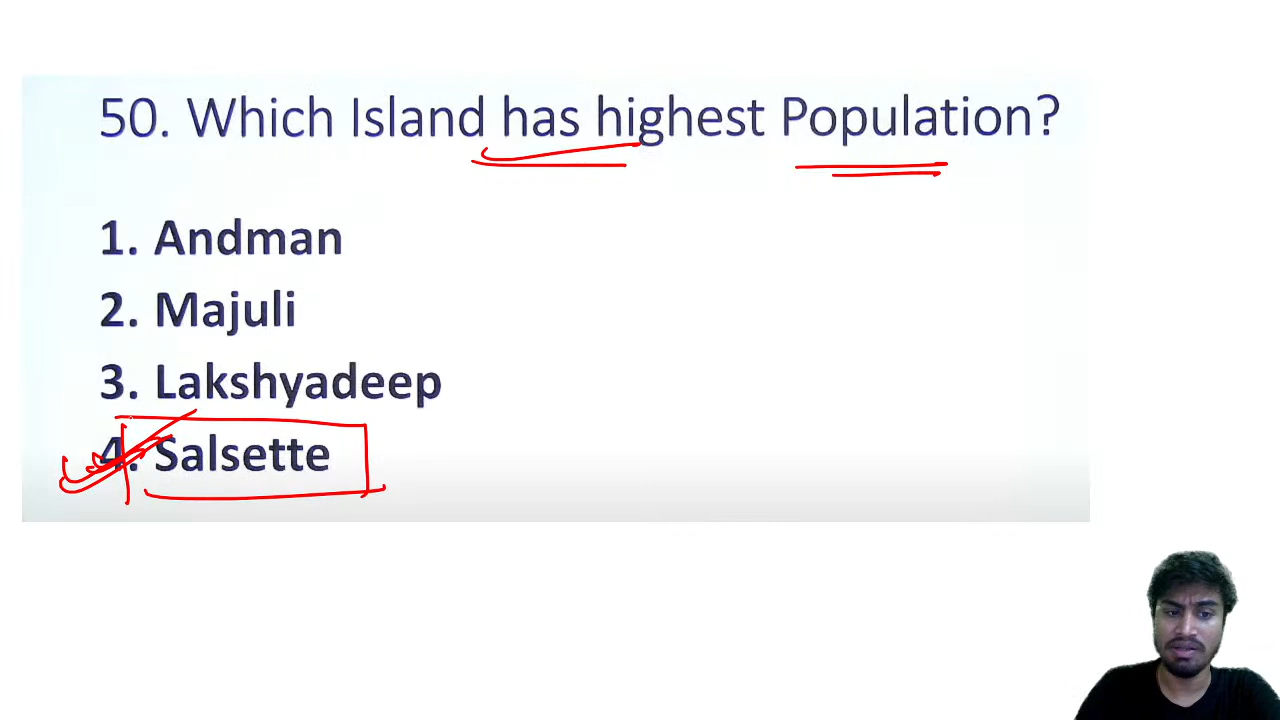 50. Which Island has highest Population?
1. Andman
2. Majuli
3. Lakshyadeep
4. Salsette